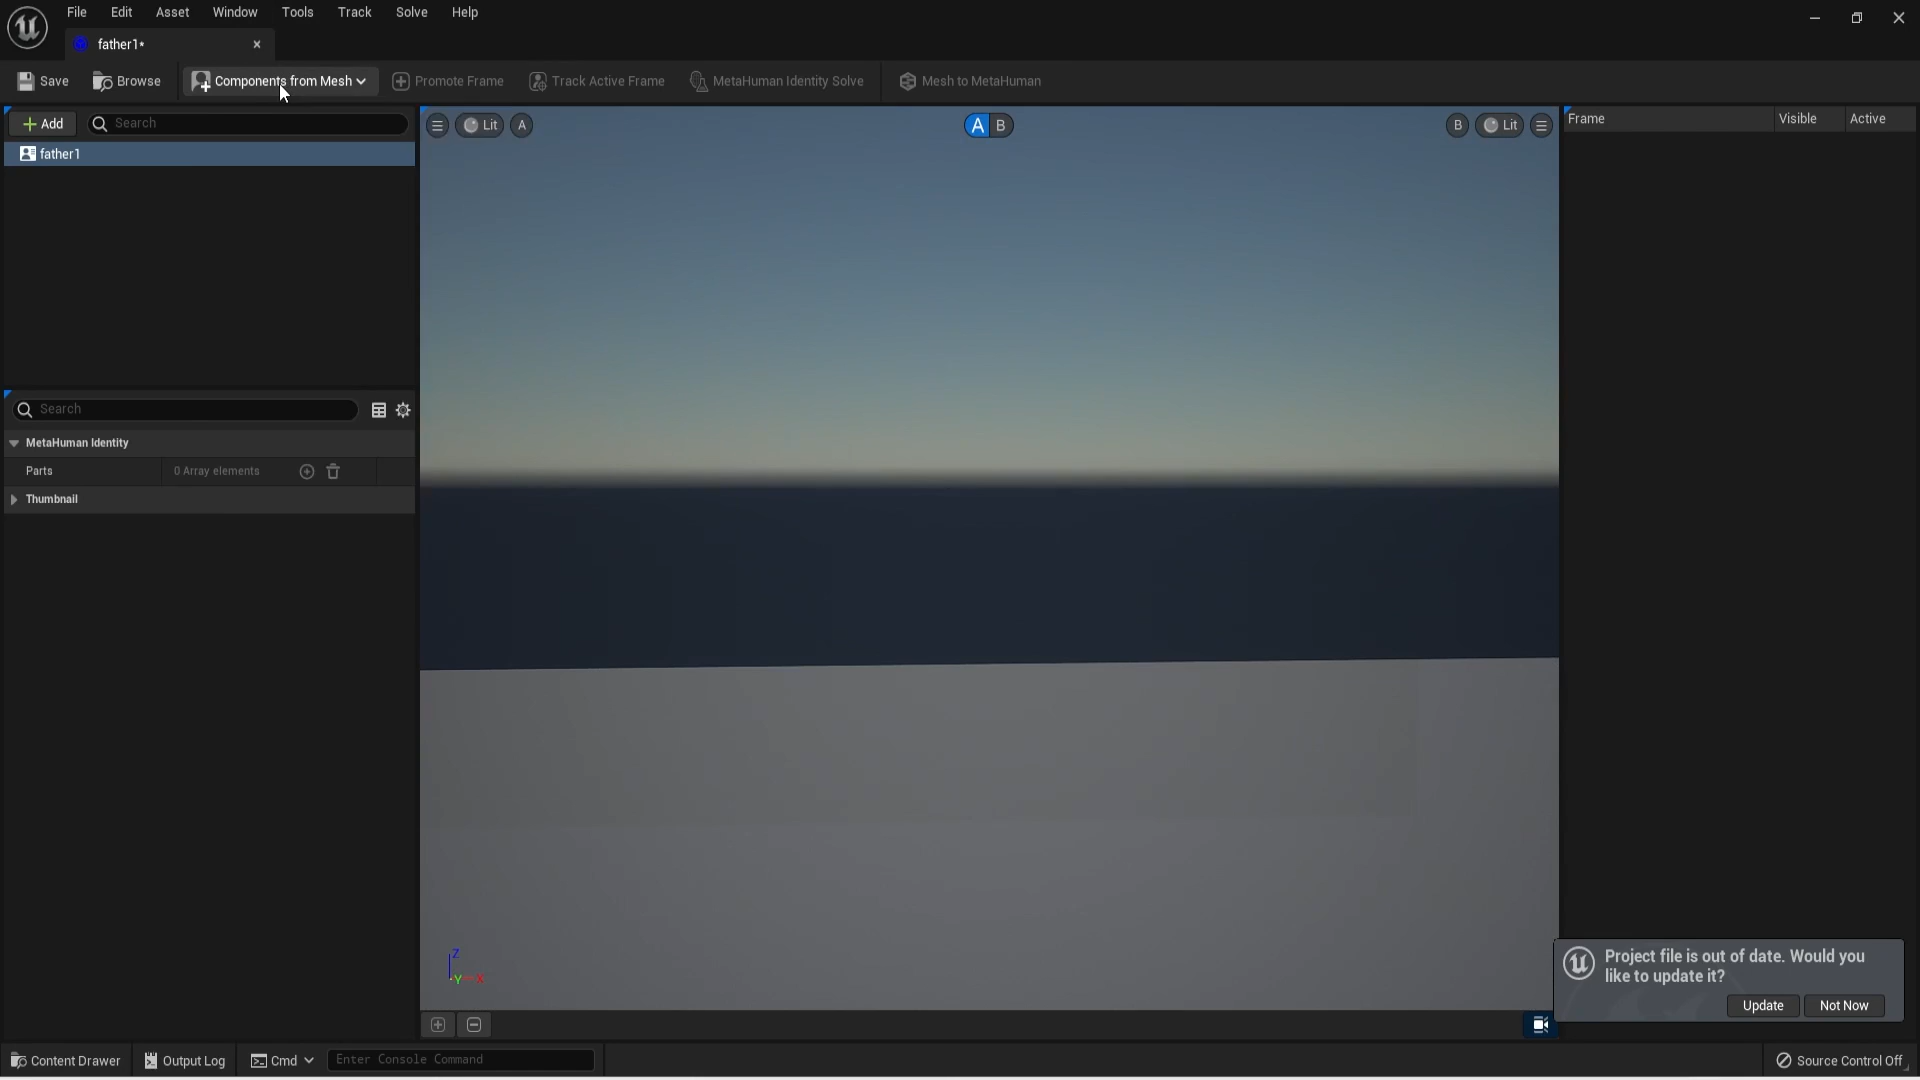 File Edit Asset Window Tools Track Solve Help
father1*
Save Browse Components from Mesh Promote Frame Track Active Frame MetaHuman Identity Solve Mesh to MetaHuman
Add Search
father1
Lit A A B B Lit
Frame Visible Active
Search
MetaHuman Identity
Parts 0 Array elements
Thumbnail
Z
Y X
Project file is out of date. Would you
like to update it?
Update Not Now
Content Drawer Output Log Cmd Enter Console Command Source Control Off